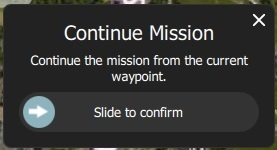 Continue Mission
Continue the mission from the current
waypoint.
Slide to confirm